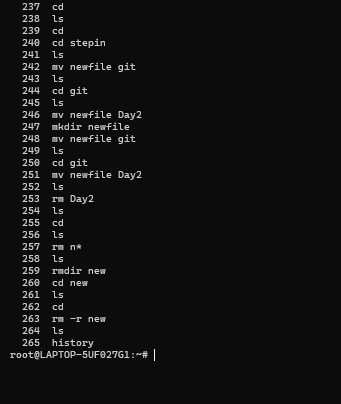 237 cd
238 ls
239 cd
240 cd stepin
241 ls
242 mv newfile git
243 ls
244 cd git
245 ls
246 mv newfile Day2
247 mkdir newfile
248 mv newfile git
249 ls
250 cd git
251 mv newfile Day2
252 ls
253 rm Day2
254 ls
255 cd
256 ls
257 rm n*
258 ls
259 rmdir new
260 cd new
261 ls
262 cd
263 rm -r new
264 ls
265 history
root@LAPTOP-5UF027G1:~#